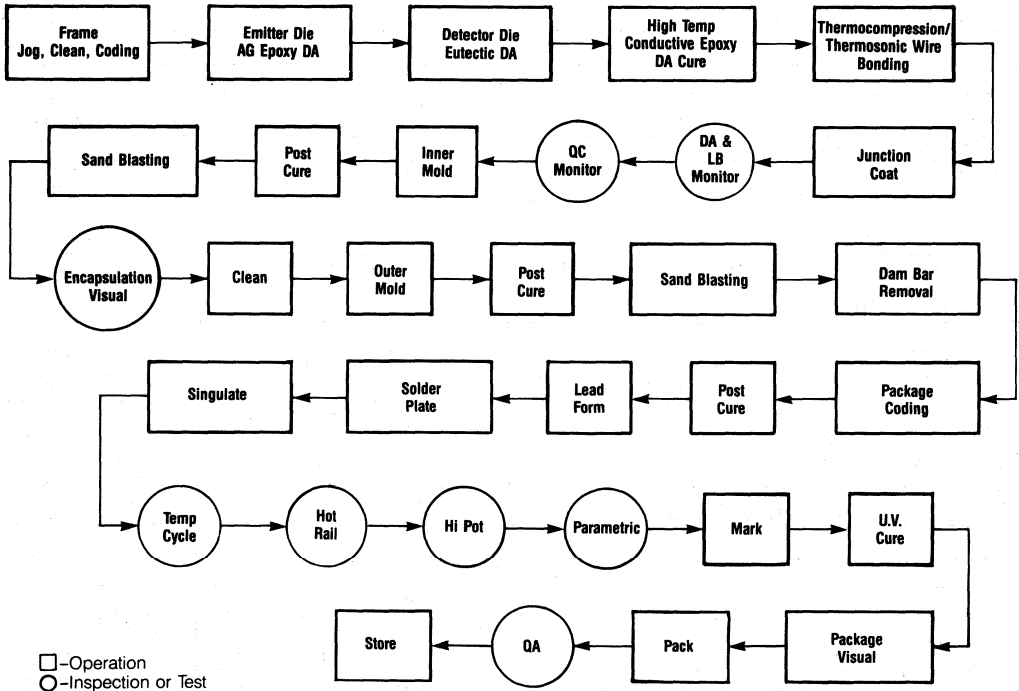 Frame
Jog, Clean, Coding
Emitter Die
AG Epoxy DA
Detector Die
Eutectic DA
High Temp
Conductive Epoxy
DA Cure
Thermocompression/
Thermosonic Wire
Bonding
Sand Blasting
Post
Cure
Inner
Mold
QC
Monitor
DA &
LB
Monitor
Junction
Coat
Encapsulation
Visual
Clean
Outer
Mold
Post
Cure
Sand Blasting
Dam Bar
Removal
Singulate
Solder
Plate
Lead
Form
Post
Cure
Package
Coding
Temp
Cycle
Hot
Rail
Hi Pot
Parametric
Mark
U.V.
Cure
Store
QA
Pack
Package
Visual
–Operation
–Inspection or Test